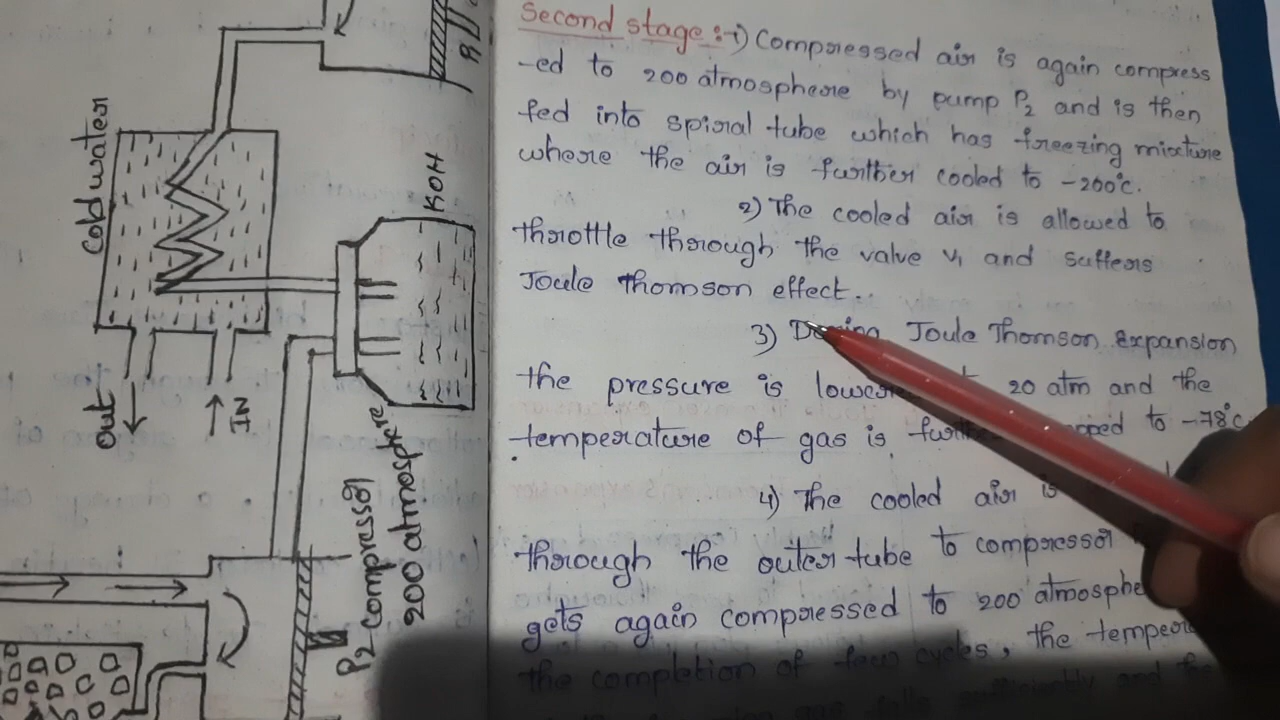 Second stage :- 1) Compressed air is again compress
-ed to 200 atmosphere by pump P2 and is then
fed into spiral tube which has freezing mixture
where the air is further cooled to -200°c.
2) The cooled air is allowed to
throttle through the valve V1 and suffers
Joule Thomson effect.
3) Joule Thomson Expansion
the pressure is 20 atm and the
temperature of gas is to -78°c
4) The cooled air is
through the outer tube to compressor
gets again compressed to 200
the completion of few cycles, the
Cold water
Out
IN
KOH
P2-compressor
200 atmosphere